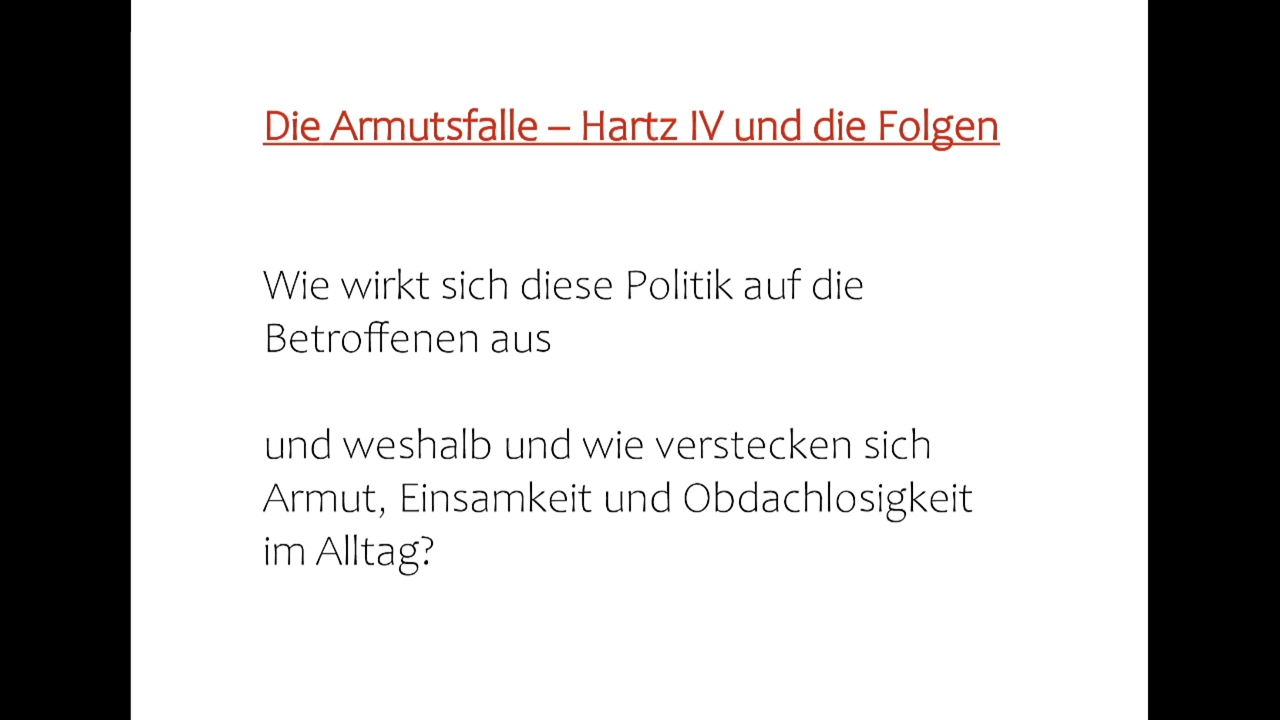 Die Armutsfalle – Hartz IV und die Folgen
Wie wirkt sich diese Politik auf die
Betroffenen aus
und weshalb und wie verstecken sich
Armut, Einsamkeit und Obdachlosigkeit
im Alltag?